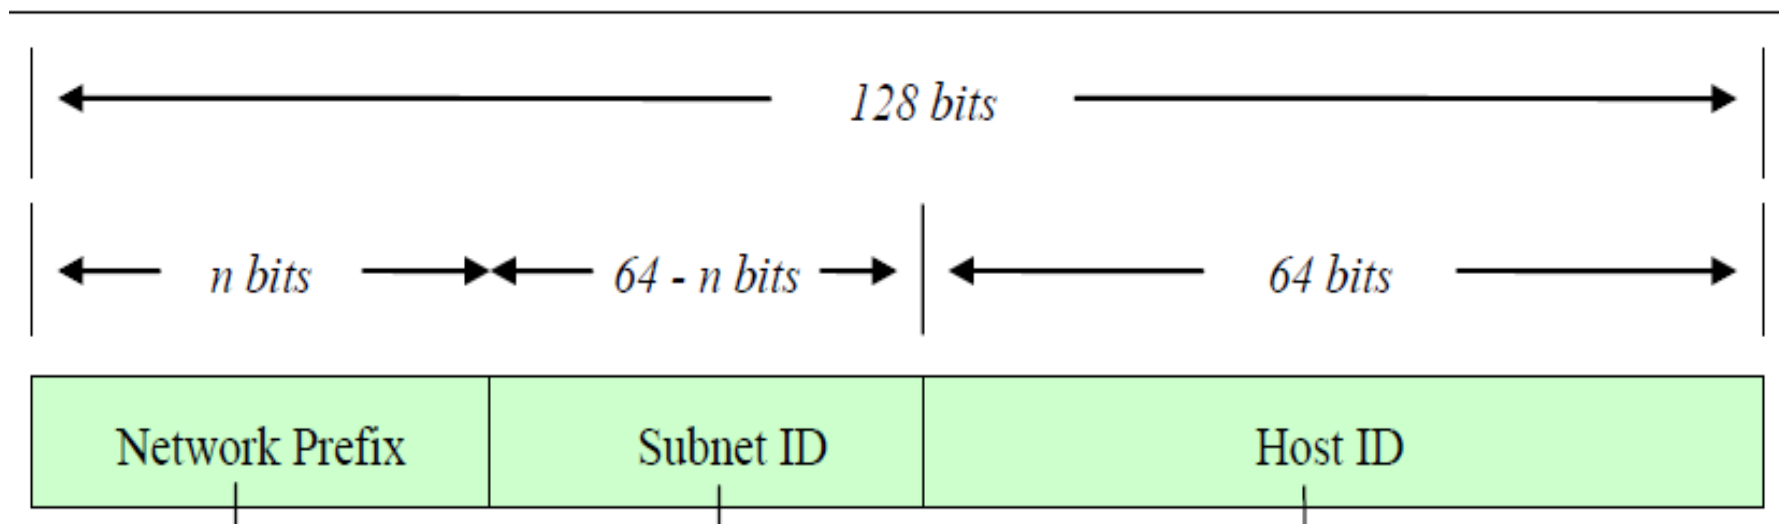 128 bits
n bits 64 - n bits 64 bits
Network Prefix Subnet ID Host ID